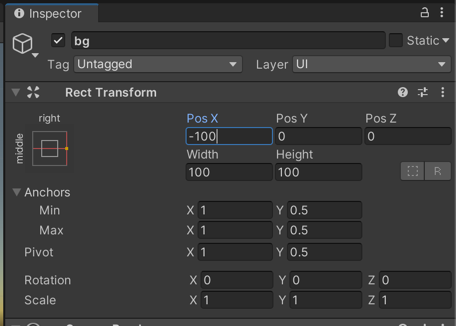 Inspector
bg Static
Tag Untagged Layer UI
Rect Transform
right Pos X Pos Y Pos Z
middle -100 0 0
Width Height
100 100 R
Anchors
Min X 1 Y 0.5
Max X 1 Y 0.5
Pivot X 1 Y 0.5
Rotation X 0 Y 0 Z 0
Scale X 1 Y 1 Z 1